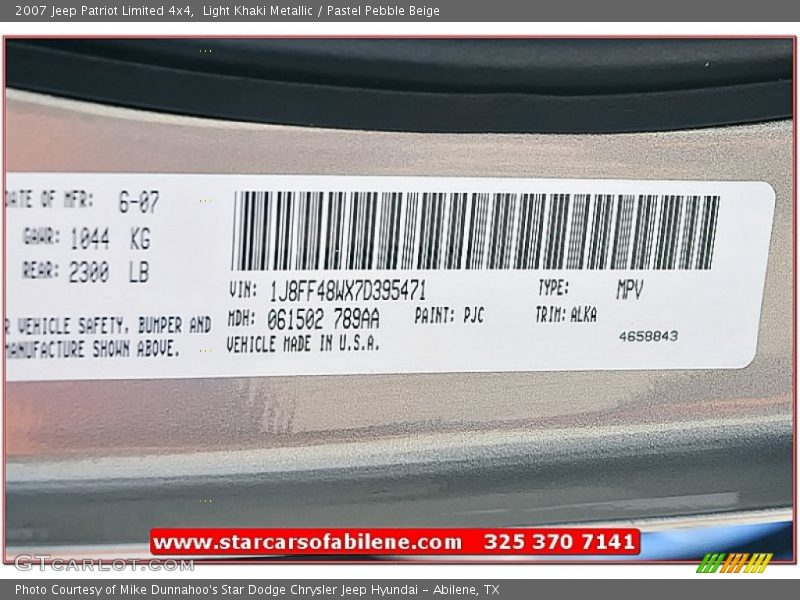 2007 Jeep Patriot Limited 4x4, Light Khaki Metallic / Pastel Pebble Beige
DATE OF MFR: 6-07
GAWR: 1044 KG
REAR: 2300 LB
VIN: 1J8FF48WX7D395471 TYPE: MPV
MDH: 061502 789AA PAINT: PJC TRIM: ALKA
R VEHICLE SAFETY, BUMPER AND
MANUFACTURE SHOWN ABOVE.
VEHICLE MADE IN U.S.A.
4658843
www.starcarsofabilene.com 325 370 7141
GTCARLOT.COM
Photo Courtesy of Mike Dunnahoo's Star Dodge Chrysler Jeep Hyundai - Abilene, TX